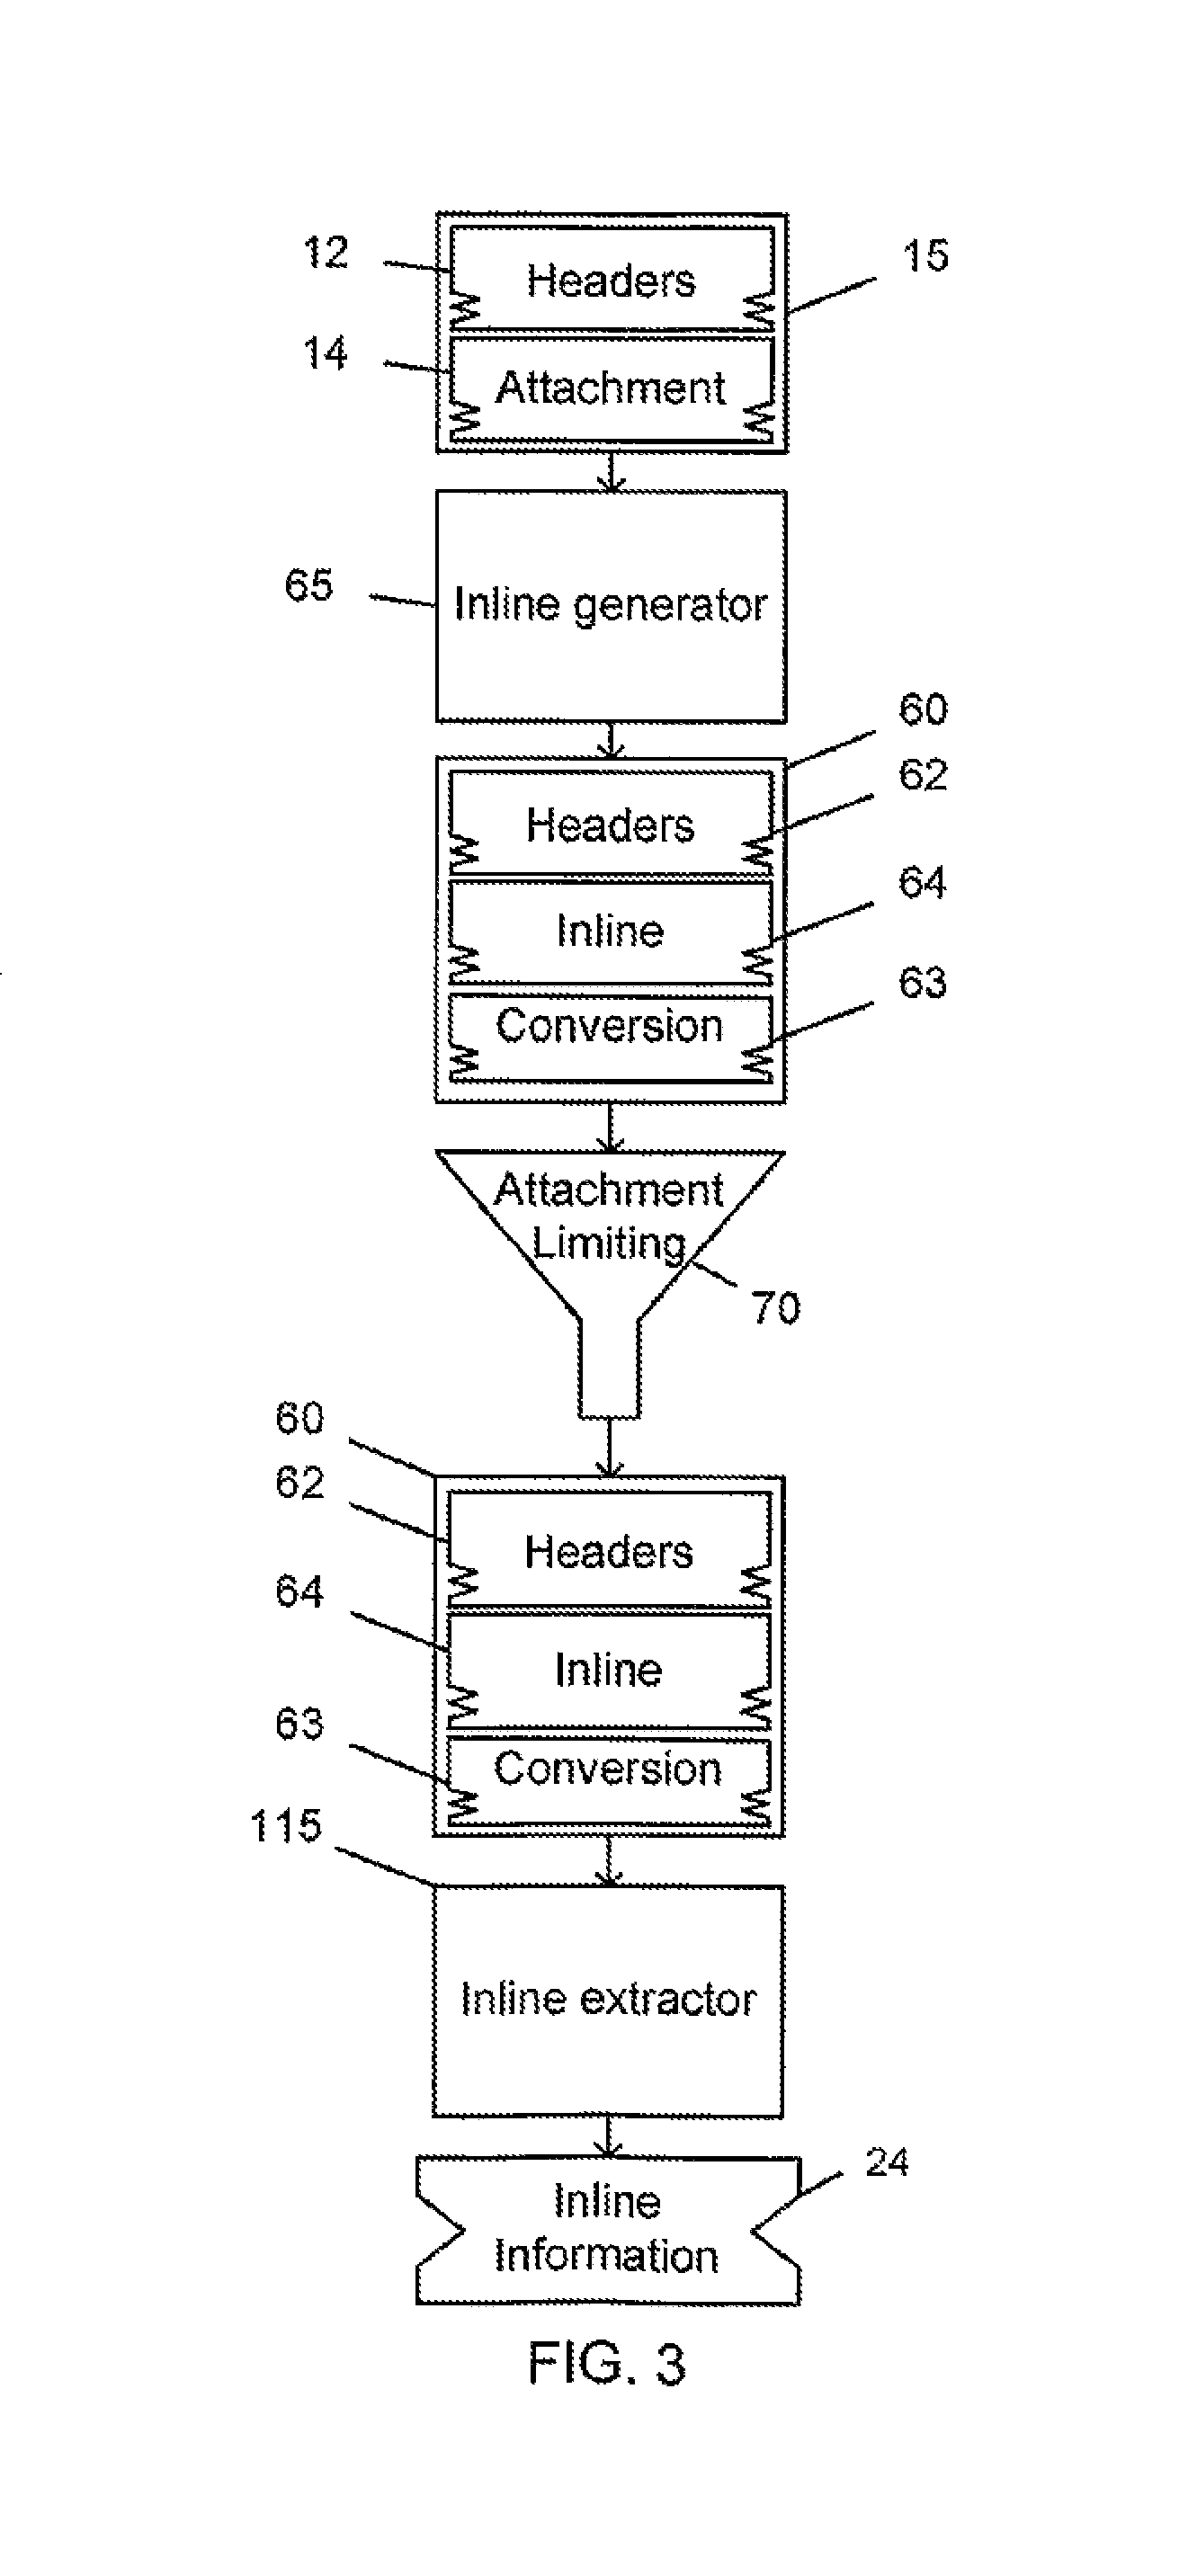 12
Headers
15
14
Attachment
65
Inline generator
60
62
Headers
64
Inline
63
Conversion
Attachment
Limiting
70
60
62
Headers
64
Inline
63
Conversion
115
Inline extractor
24
Inline
Information
FIG. 3